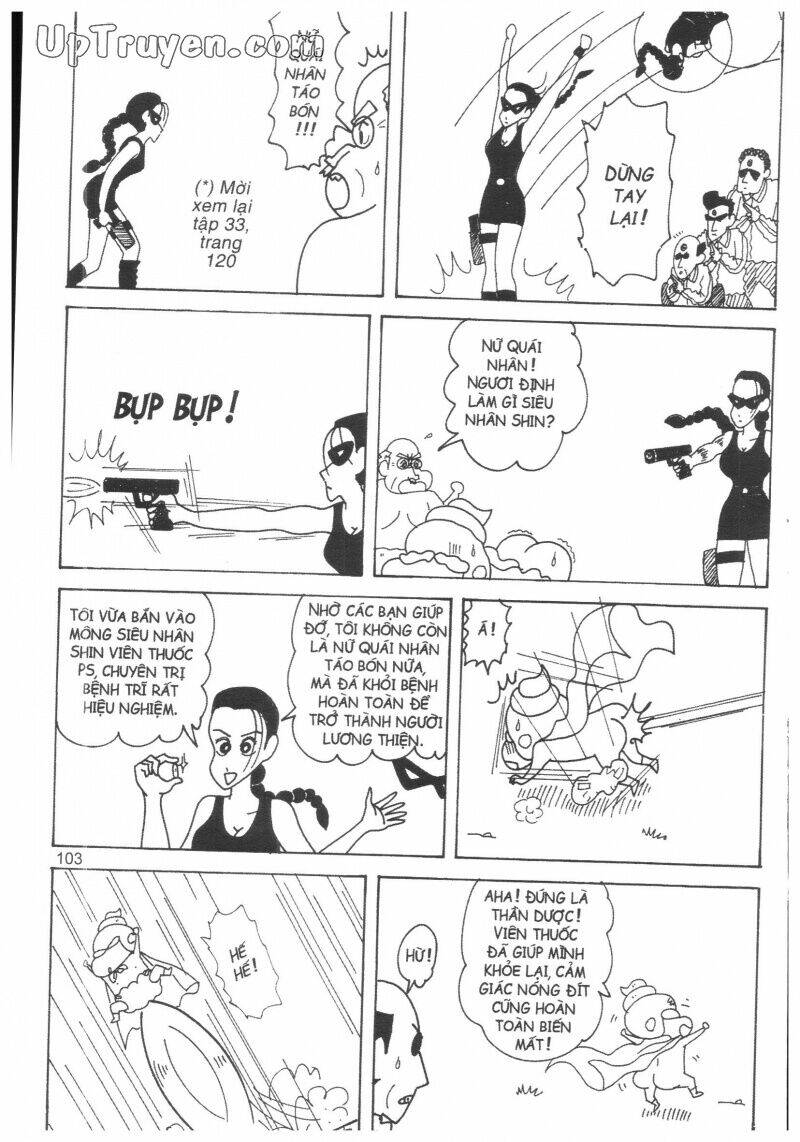 UpTruyen.com
DỪNG
TAY
LẠI!
NỮ
QUÁI
NHÂN
TÁO
BỐN
!!!
(*) Mời
xem lại
tập 33,
trang
120
NỮ QUÁI
NHÂN!
NGƯƠI ĐỊNH
LÀM GÌ SIÊU
NHÂN SHIN?
BỤP BỤP!
Á!
NHỜ CÁC BẠN GIÚP
ĐỠ, TÔI KHÔNG CÒN
LÀ NỮ QUÁI NHÂN
TÁO BỐN NỮA,
MÀ ĐÃ KHỎI BỆNH
HOÀN TOÀN ĐỂ
TRỞ THÀNH NGƯỜI
LƯƠNG THIỆN.
TÔI VỪA BẮN VÀO
MÔNG SIÊU NHÂN
SHIN VIÊN THUỐC
PS, CHUYÊN TRỊ
BỆNH TRĨ RẤT
HIỆU NGHIỆM.
103
AHA! ĐÚNG LÀ
THẦN DƯỢC!
VIÊN THUỐC
ĐÃ GIÚP MÌNH
KHỎE LẠI, CẢM
GIÁC NÓNG ĐÍT
CŨNG HOÀN
TOÀN BIẾN
MẤT!
HỪ!
HẾ
HẾ!